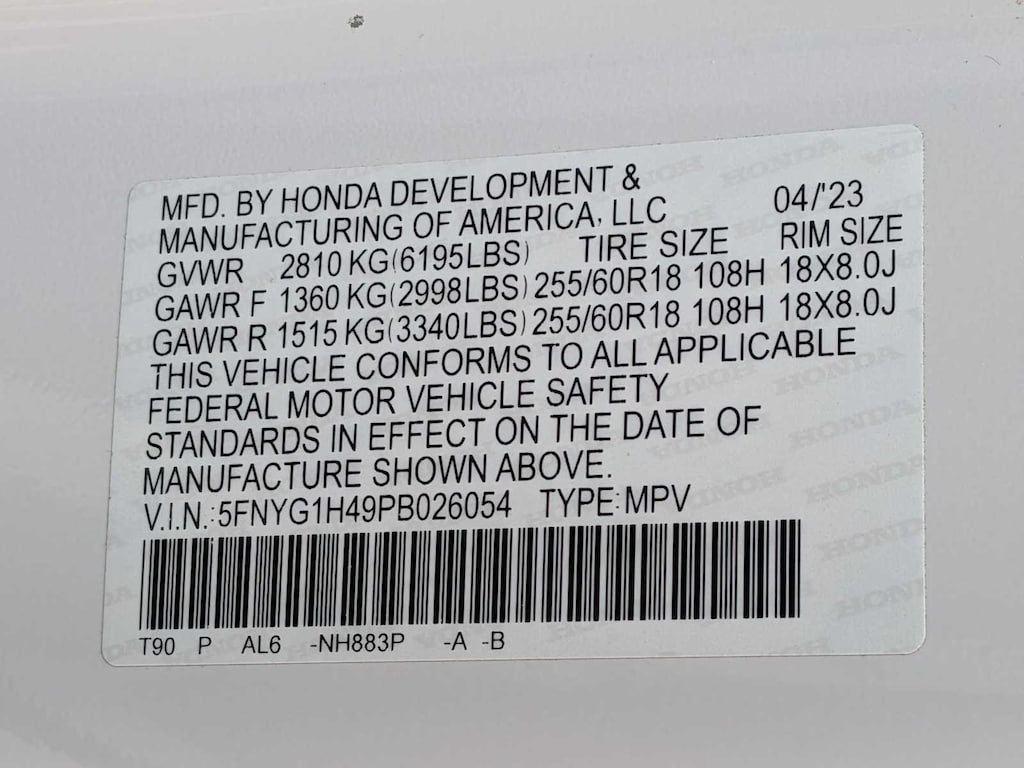 MFD. BY HONDA DEVELOPMENT &
MANUFACTURING OF AMERICA, LLC 04/'23
GVWR 2810 KG(6195LBS) TIRE SIZE RIM SIZE
GAWR F 1360 KG(2998LBS) 255/60R18 108H 18X8.0J
GAWR R 1515 KG(3340LBS) 255/60R18 108H 18X8.0J
THIS VEHICLE CONFORMS TO ALL APPLICABLE
FEDERAL MOTOR VEHICLE SAFETY
STANDARDS IN EFFECT ON THE DATE OF
MANUFACTURE SHOWN ABOVE.
V.I.N.:5FNYG1H49PB026054 TYPE:MPV
T90 P AL6 -NH883P -A -B